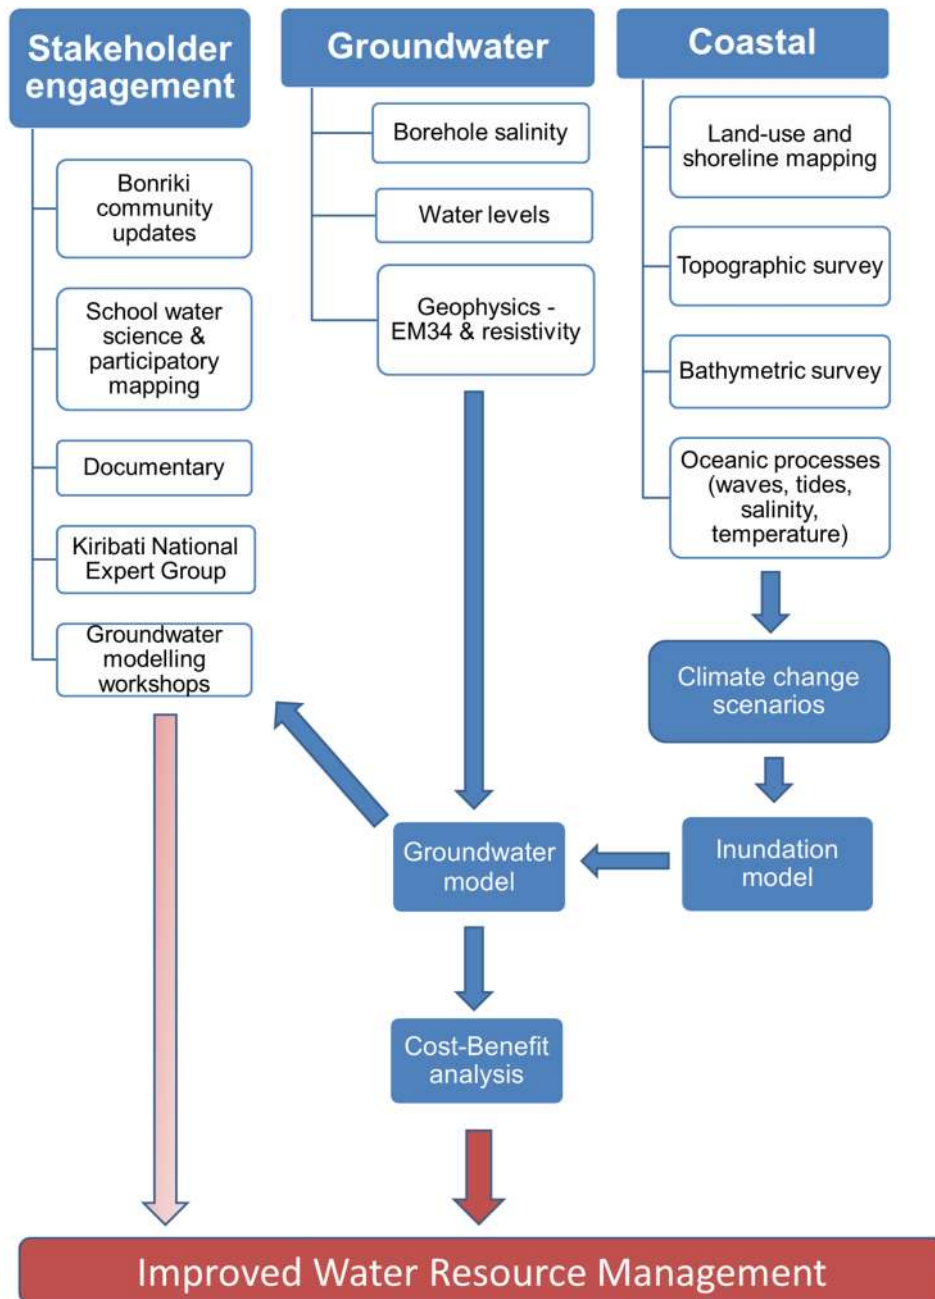 Stakeholder
engagement
Bonriki
community
updates
School water
science &
participatory
mapping
Documentary
Kiribati National
Expert Group
Groundwater
modelling
workshops
Groundwater
Borehole salinity
Water levels
Geophysics -
EM34 & resistivity
Coastal
Land-use and
shoreline mapping
Topographic survey
Bathymetric survey
Oceanic processes
(waves, tides,
salinity,
temperature)
Climate change
scenarios
Inundation
model
Groundwater
model
Cost-Benefit
analysis
Improved Water Resource Management